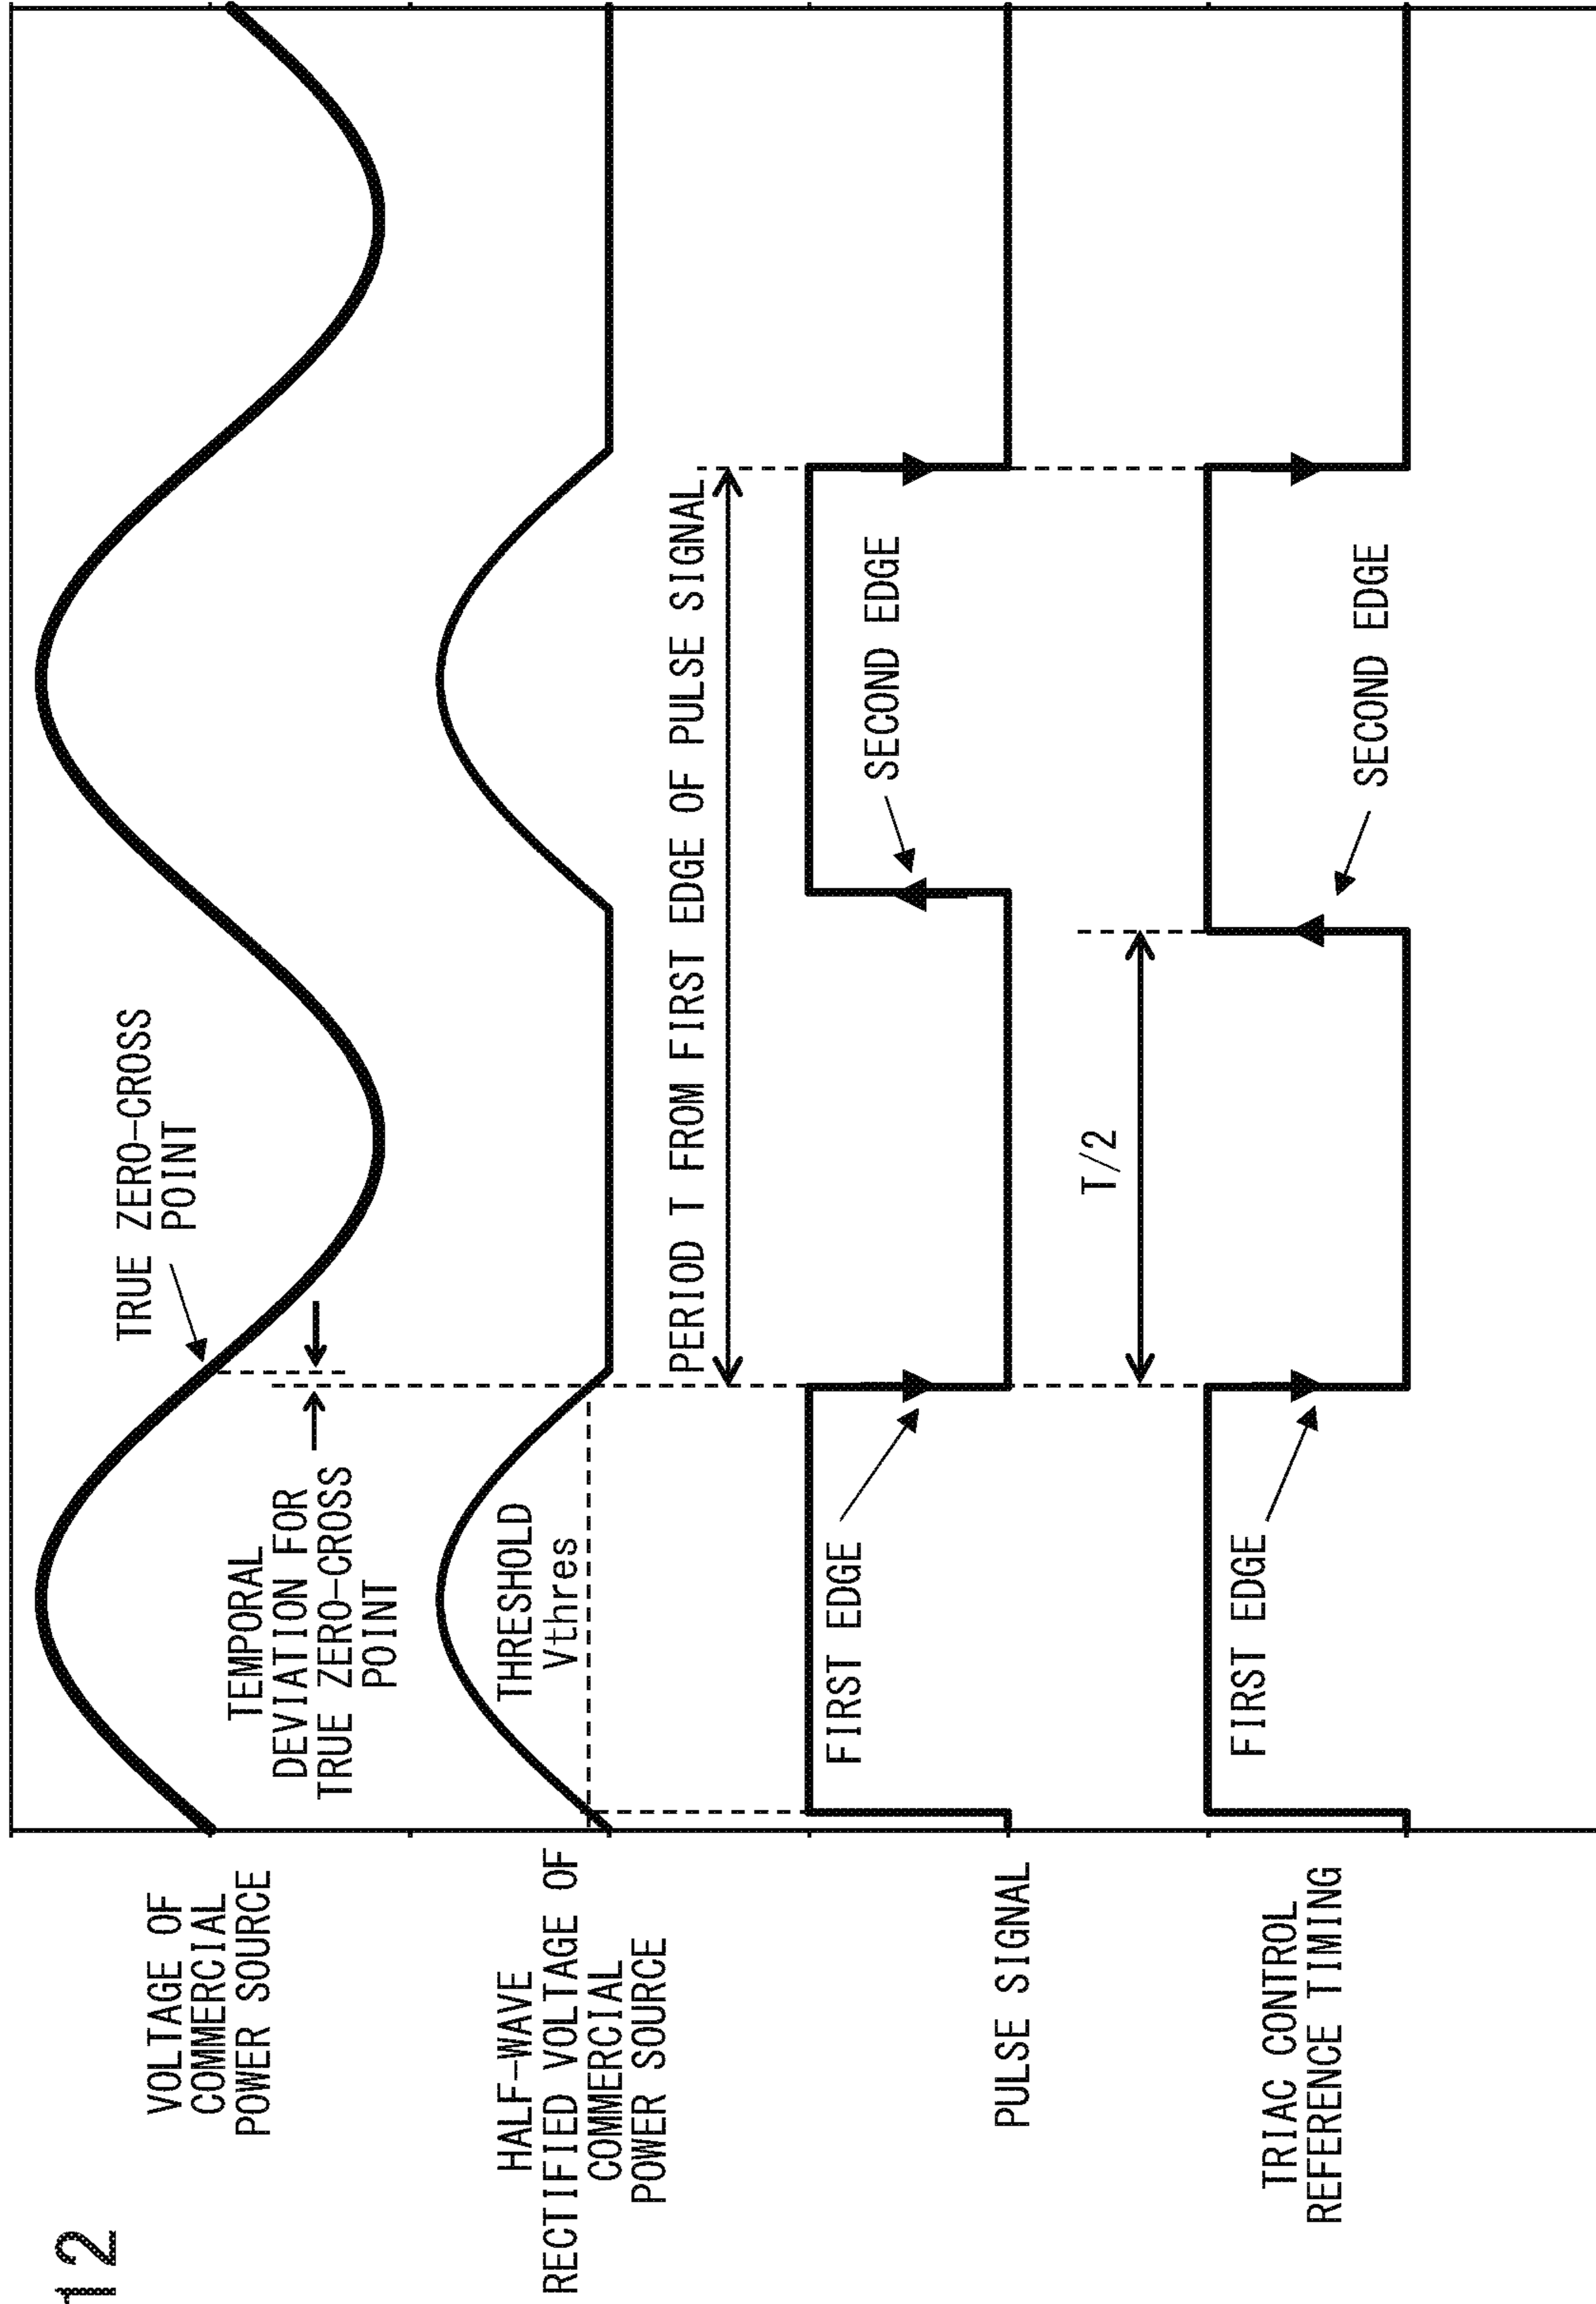 12
VOLTAGE OF
COMMERCIAL
POWER SOURCE
TRUE ZERO-CROSS
POINT
TEMPORAL
DEVIATION FOR
TRUE ZERO-CROSS
POINT
HALF-WAVE
RECTIFIED VOLTAGE OF
COMMERCIAL
POWER SOURCE
THRESHOLD
Vthres
PERIOD T FROM FIRST EDGE OF PULSE SIGNAL
PULSE SIGNAL
FIRST EDGE
SECOND EDGE
T/2
TRIAC CONTROL
REFERENCE TIMING
FIRST EDGE
SECOND EDGE